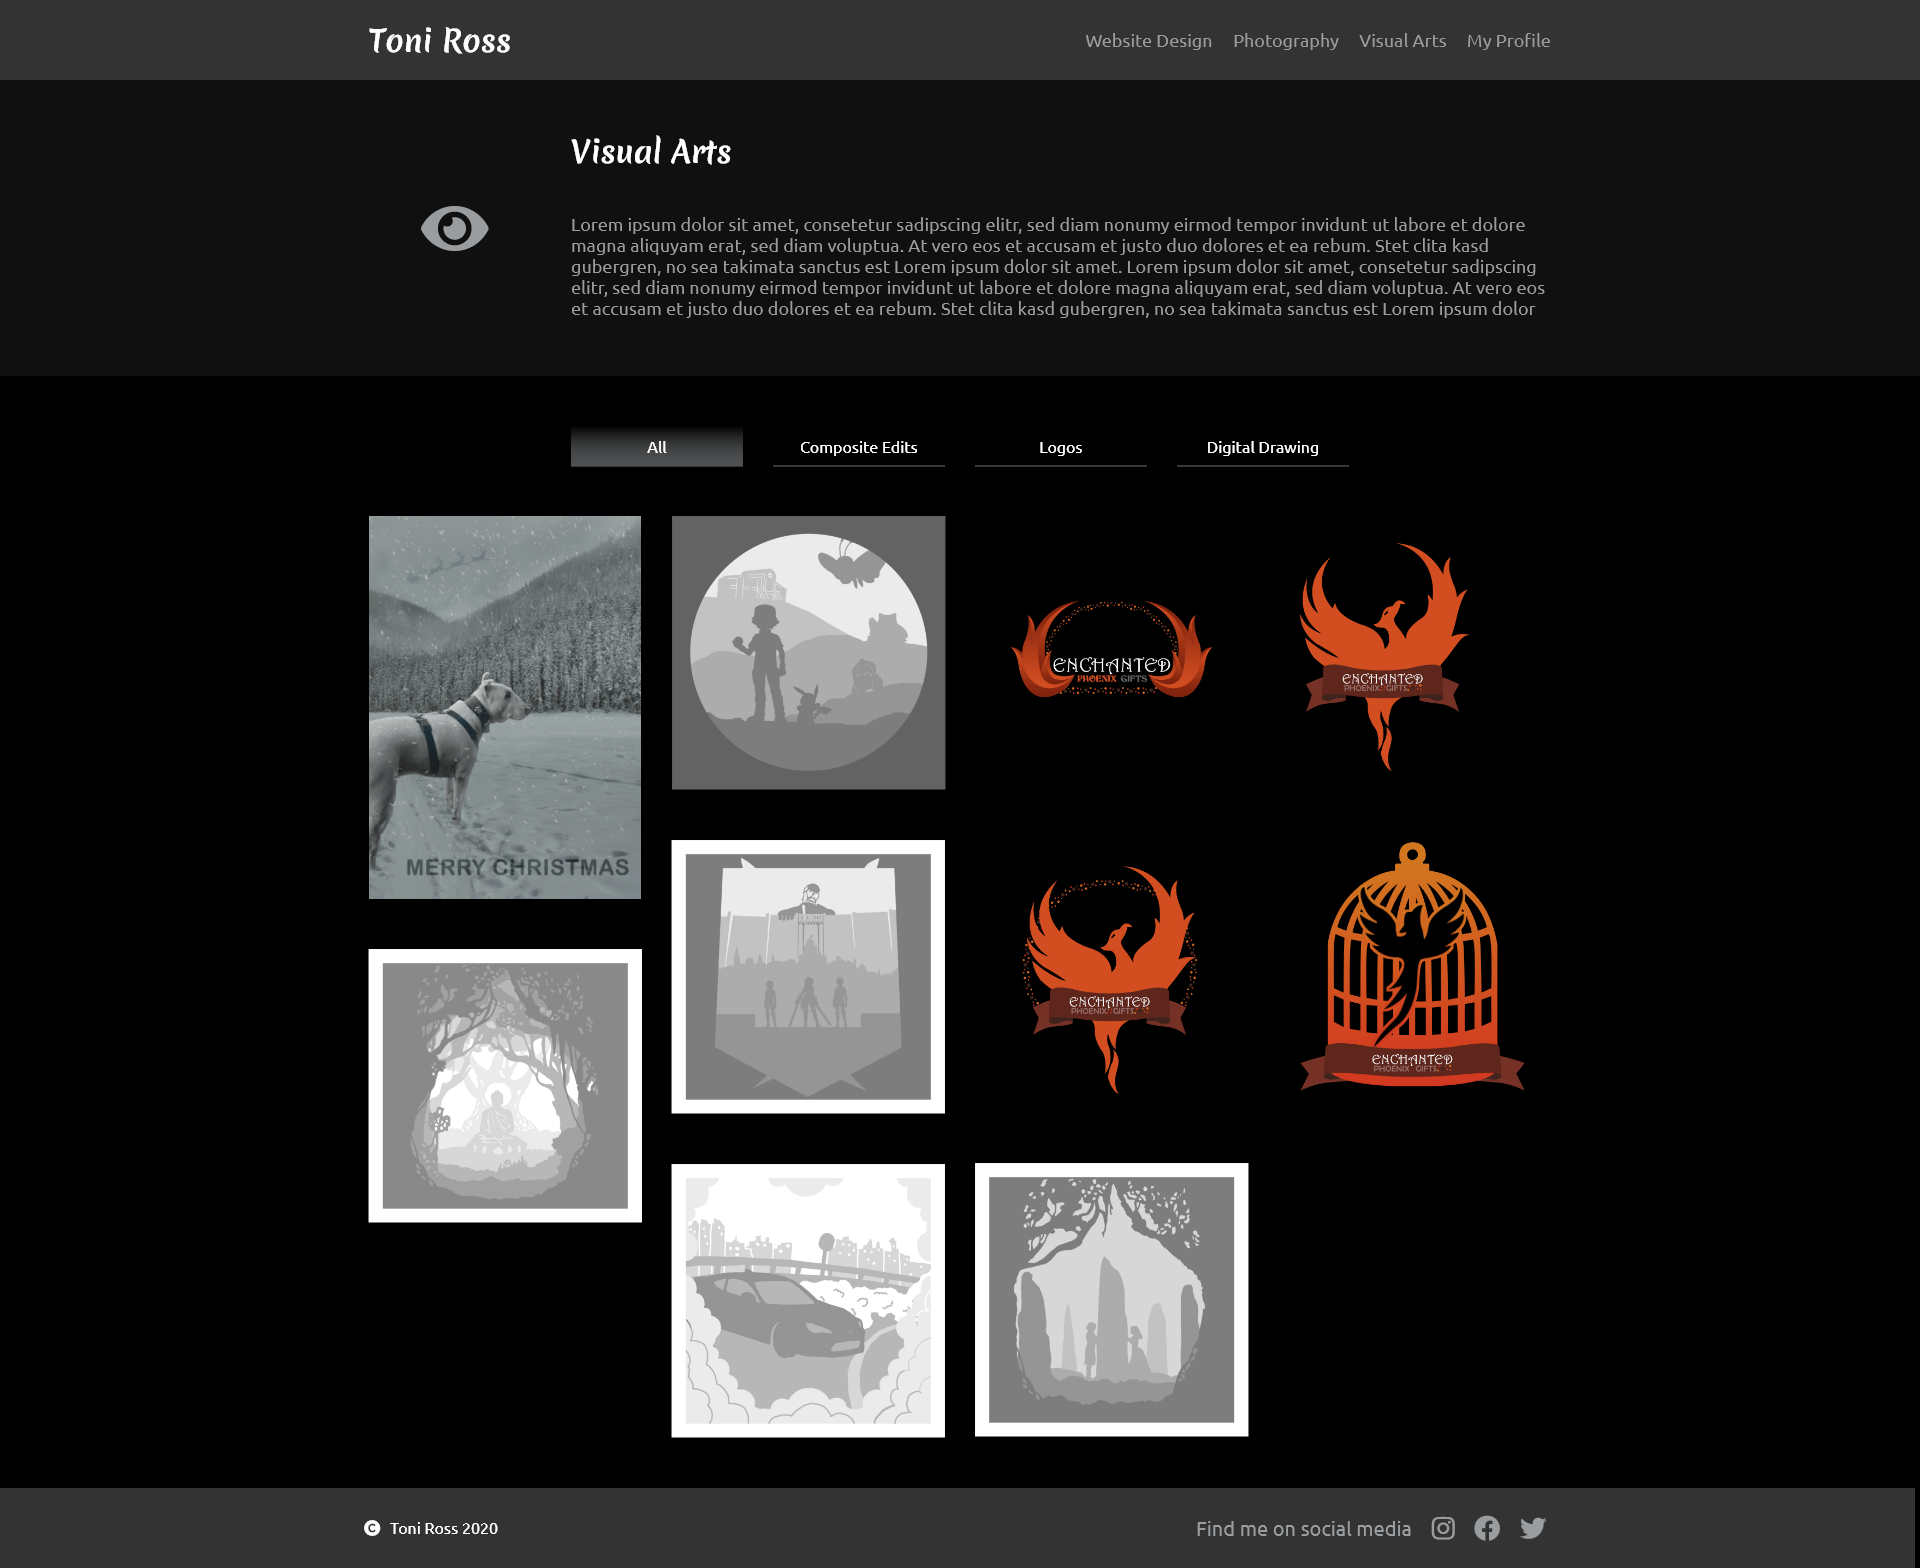 Toni Ross
Website Design
Photography
Visual Arts
My Profile
Visual Arts
Lorem ipsum dolor sit amet, consetetur sadipscing elitr, sed diam nonumy eirmod tempor invidunt ut labore et dolore
magna aliquyam erat, sed diam voluptua. At vero eos et accusam et justo duo dolores et ea rebum. Stet clita kasd
gubergren, no sea takimata sanctus est Lorem ipsum dolor sit amet. Lorem ipsum dolor sit amet, consetetur sadipscing
elitr, sed diam nonumy eirmod tempor invidunt ut labore et dolore magna aliquyam erat, sed diam voluptua. At vero eos
et accusam et justo duo dolores et ea rebum. Stet clita kasd gubergren, no sea takimata sanctus est Lorem ipsum dolor
All
Composite Edits
Logos
Digital Drawing
MERRY CHRISTMAS
ENCHANTED
PHOENIX GIFTS
ENCHANTED
PHOENIX GIFTS
ENCHANTED
PHOENIX GIFTS
ENCHANTED
PHOENIX GIFTS
© Toni Ross 2020
Find me on social media